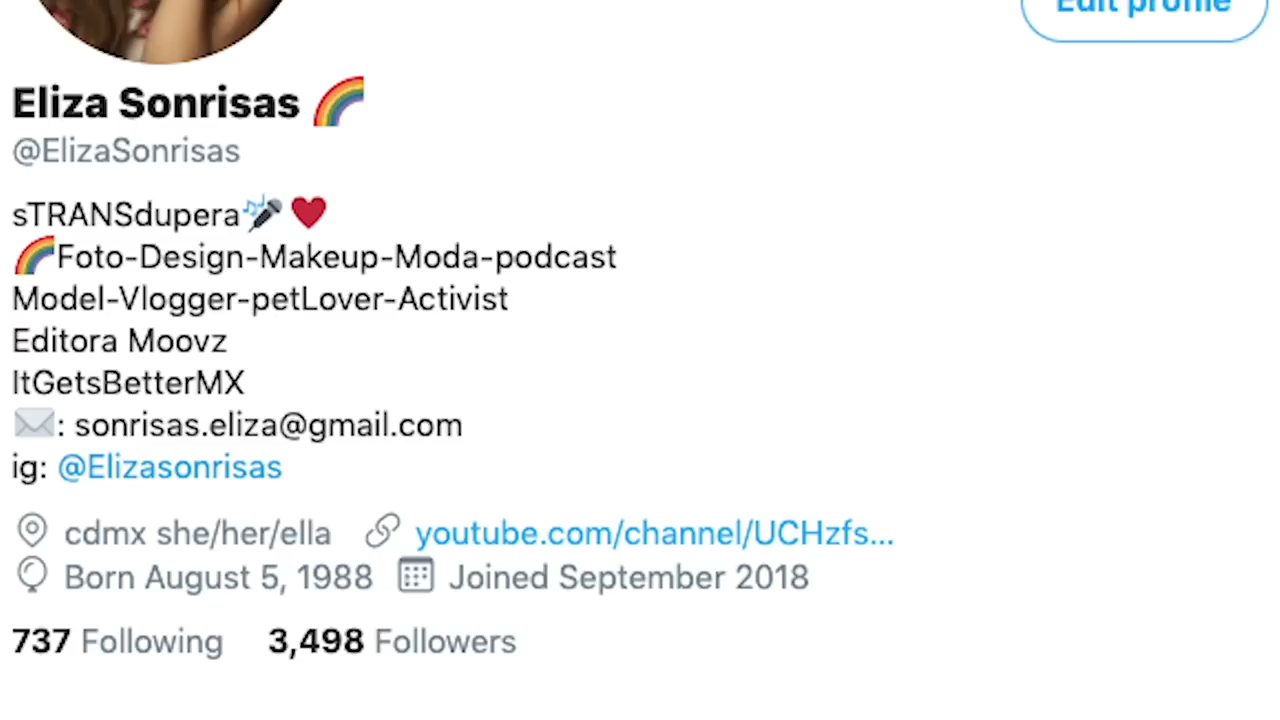 Edit profile
Eliza Sonrisas 🌈
@ElizaSonrisas
sTRANSdupera🎤❤️
🌈Foto-Design-Makeup-Moda-podcast
Model-Vlogger-petLover-Activist
Editora Moovz
ItGetsBetterMX
✉️: sonrisas.eliza@gmail.com
ig: @Elizasonrisas
cdmx she/her/ella youtube.com/channel/UCHzfs...
Born August 5, 1988 Joined September 2018
737 Following 3,498 Followers